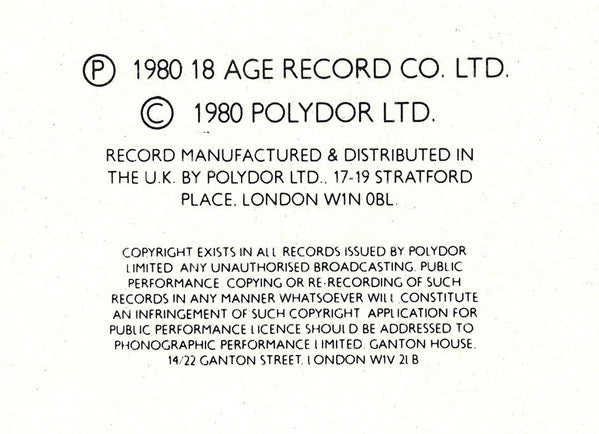 Ⓟ 1980 18 AGE RECORD CO. LTD.
© 1980 POLYDOR LTD.
RECORD MANUFACTURED & DISTRIBUTED IN
THE U.K. BY POLYDOR LTD., 17-19 STRATFORD
PLACE, LONDON W1N 0BL.
COPYRIGHT EXISTS IN ALL RECORDS ISSUED BY POLYDOR
LIMITED ANY UNAUTHORISED BROADCASTING. PUBLIC
PERFORMANCE COPYING OR RE-RECORDING OF SUCH
RECORDS IN ANY MANNER WHATSOEVER WILL CONSTITUTE
AN INFRINGEMENT OF SUCH COPYRIGHT APPLICATION FOR
PUBLIC PERFORMANCE LICENCE SHOULD BE ADDRESSED TO
PHONOGRAPHIC PERFORMANCE LIMITED. GANTON HOUSE.
14/22 GANTON STREET. LONDON W1V 2LB